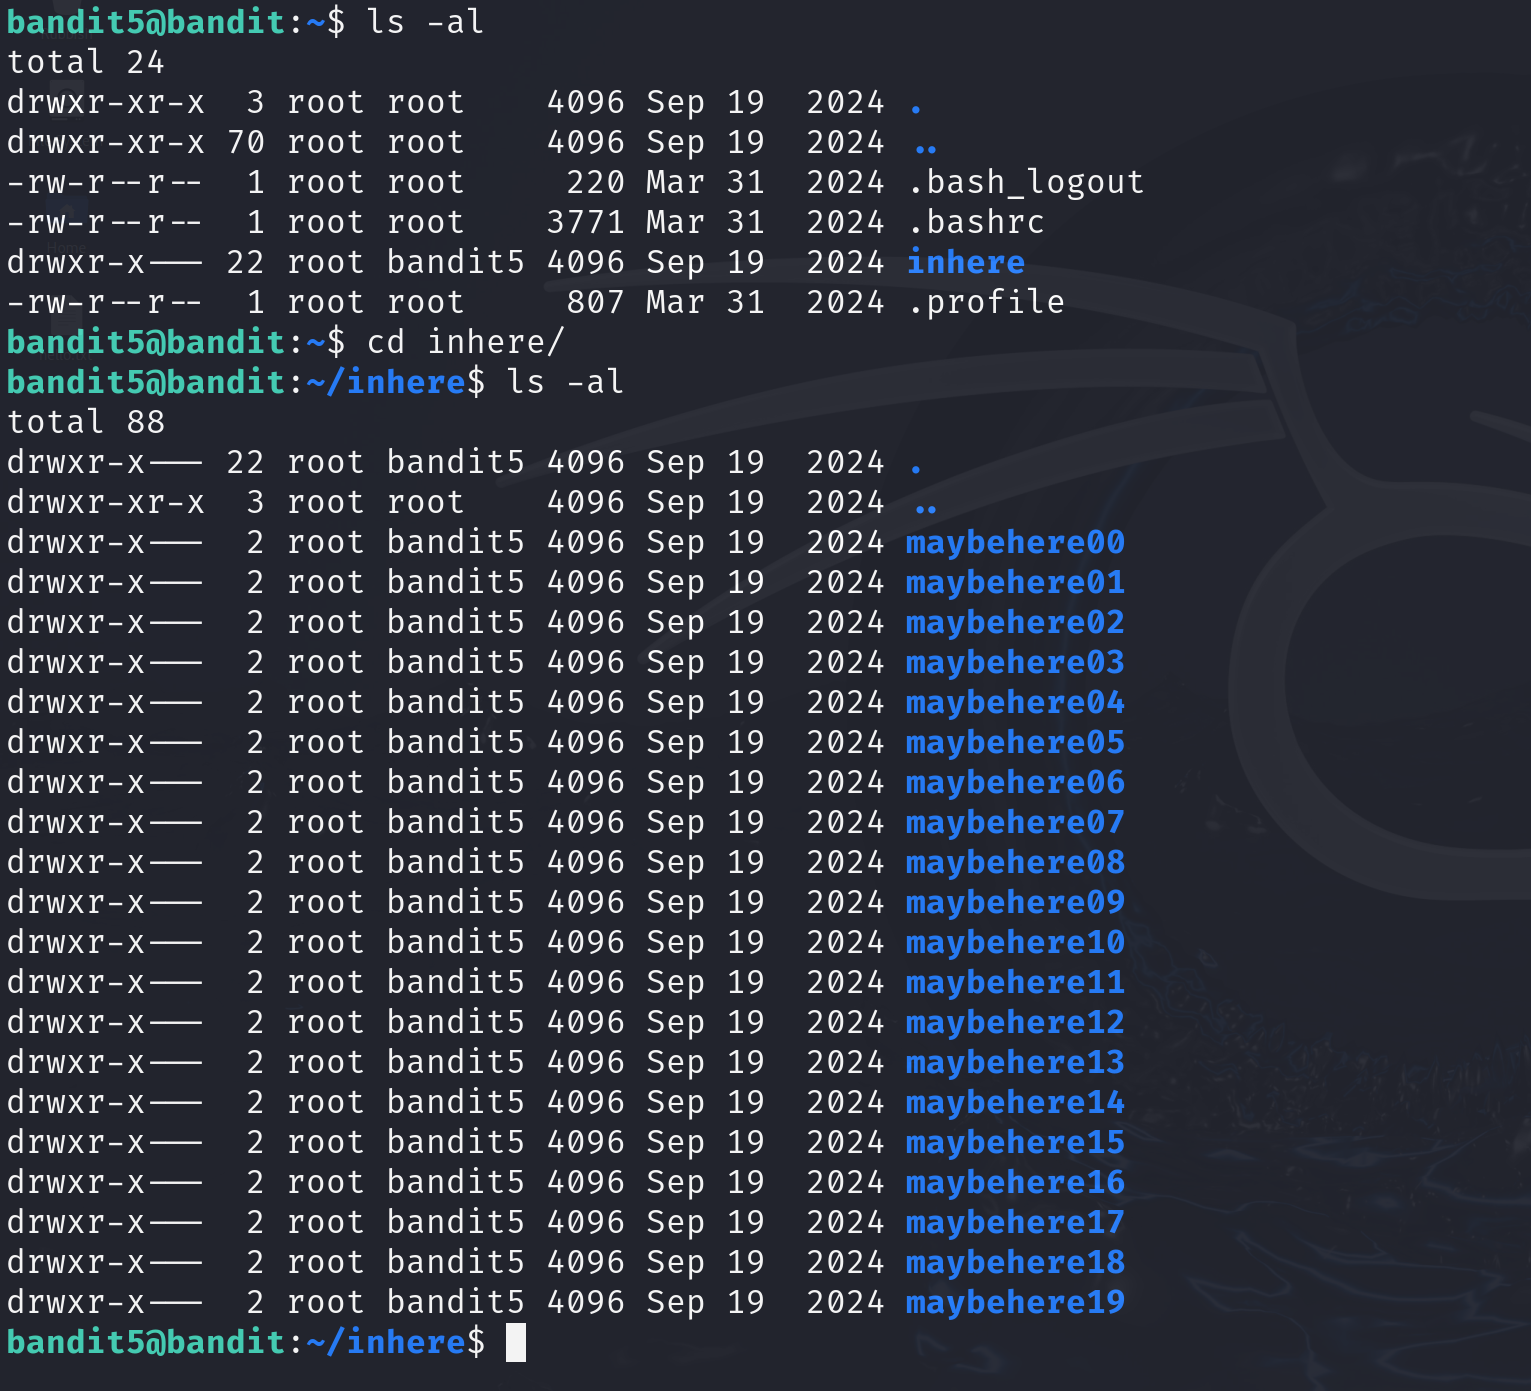 bandit5@bandit:~$ ls -al
total 24
drwxr-xr-x  3 root root    4096 Sep 19  2024 .
drwxr-xr-x 70 root root    4096 Sep 19  2024 ..
-rw-r--r--  1 root root     220 Mar 31  2024 .bash_logout
-rw-r--r--  1 root root    3771 Mar 31  2024 .bashrc
drwxr-x--- 22 root bandit5 4096 Sep 19  2024 inhere
-rw-r--r--  1 root root     807 Mar 31  2024 .profile
bandit5@bandit:~$ cd inhere/
bandit5@bandit:~/inhere$ ls -al
total 88
drwxr-x--- 22 root bandit5 4096 Sep 19  2024 .
drwxr-xr-x  3 root root    4096 Sep 19  2024 ..
drwxr-x---  2 root bandit5 4096 Sep 19  2024 maybehere00
drwxr-x---  2 root bandit5 4096 Sep 19  2024 maybehere01
drwxr-x---  2 root bandit5 4096 Sep 19  2024 maybehere02
drwxr-x---  2 root bandit5 4096 Sep 19  2024 maybehere03
drwxr-x---  2 root bandit5 4096 Sep 19  2024 maybehere04
drwxr-x---  2 root bandit5 4096 Sep 19  2024 maybehere05
drwxr-x---  2 root bandit5 4096 Sep 19  2024 maybehere06
drwxr-x---  2 root bandit5 4096 Sep 19  2024 maybehere07
drwxr-x---  2 root bandit5 4096 Sep 19  2024 maybehere08
drwxr-x---  2 root bandit5 4096 Sep 19  2024 maybehere09
drwxr-x---  2 root bandit5 4096 Sep 19  2024 maybehere10
drwxr-x---  2 root bandit5 4096 Sep 19  2024 maybehere11
drwxr-x---  2 root bandit5 4096 Sep 19  2024 maybehere12
drwxr-x---  2 root bandit5 4096 Sep 19  2024 maybehere13
drwxr-x---  2 root bandit5 4096 Sep 19  2024 maybehere14
drwxr-x---  2 root bandit5 4096 Sep 19  2024 maybehere15
drwxr-x---  2 root bandit5 4096 Sep 19  2024 maybehere16
drwxr-x---  2 root bandit5 4096 Sep 19  2024 maybehere17
drwxr-x---  2 root bandit5 4096 Sep 19  2024 maybehere18
drwxr-x---  2 root bandit5 4096 Sep 19  2024 maybehere19
bandit5@bandit:~/inhere$
Home